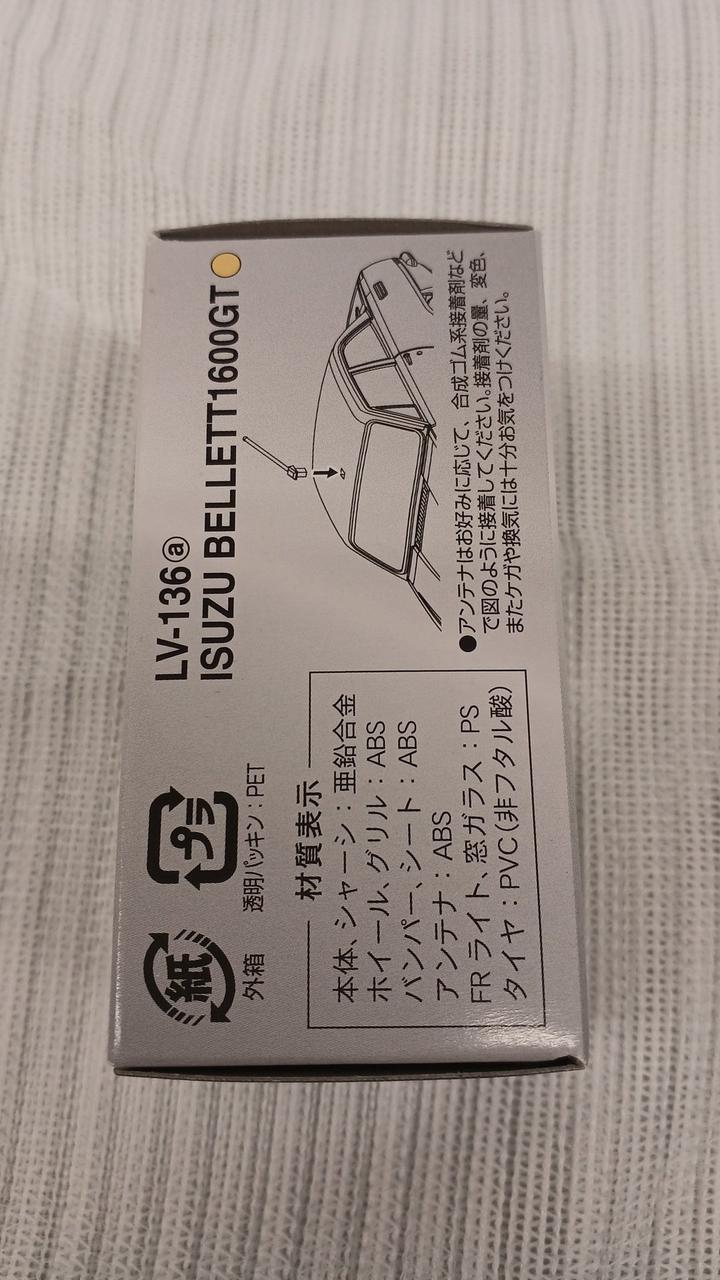 LV-136ⓐ
ISUZU BELLETT1600GT
紙
外箱
プラ
透明パッキン：PET
材質表示
本体、シャーシ：亜鉛合金
ホイール、グリル：ABS
バンパー、シート：ABS
アンテナ：ABS
FRライト、窓ガラス：PS
タイヤ：PVC（非フタル酸）
●アンテナはお好みに応じて、合成ゴム系接着剤など
で図のように接着してください。接着剤の量、変色、
またケガや換気には十分お気をつけください。